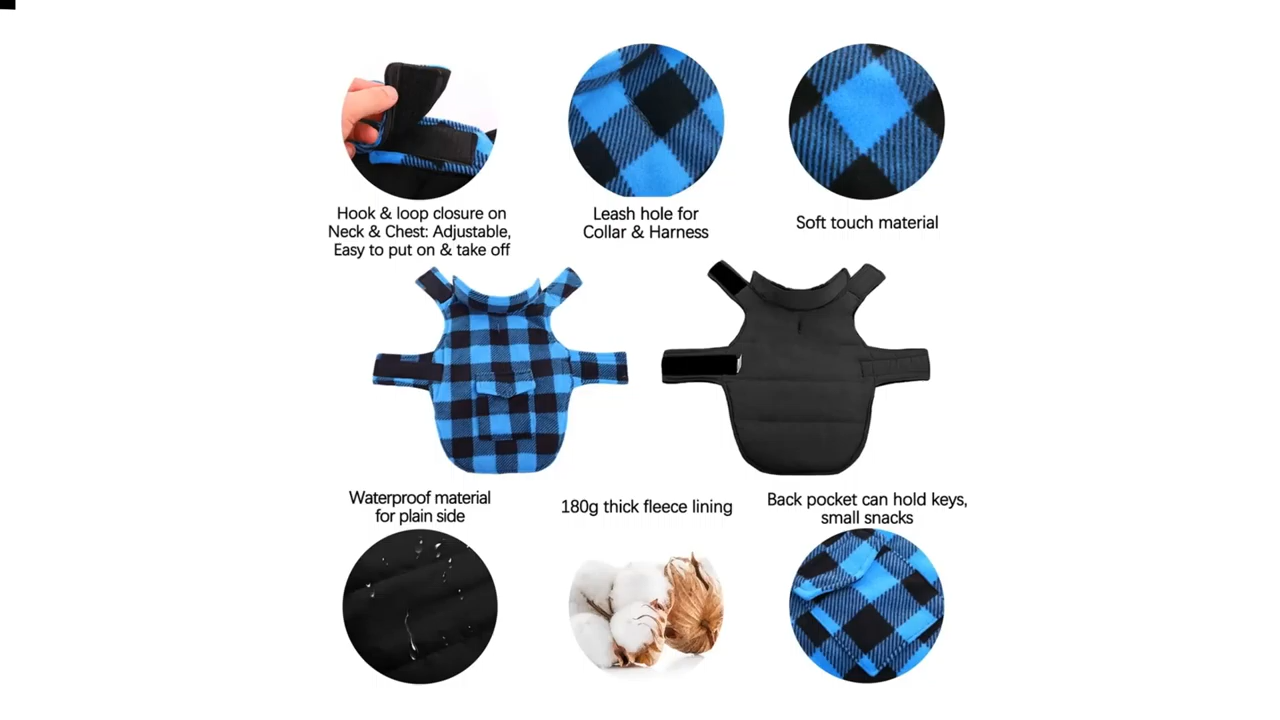 Hook & loop closure on
Neck & Chest: Adjustable,
Easy to put on & take off
Leash hole for
Collar & Harness
Soft touch material
Waterproof material
for plain side
180g thick fleece lining
Back pocket can hold keys,
small snacks